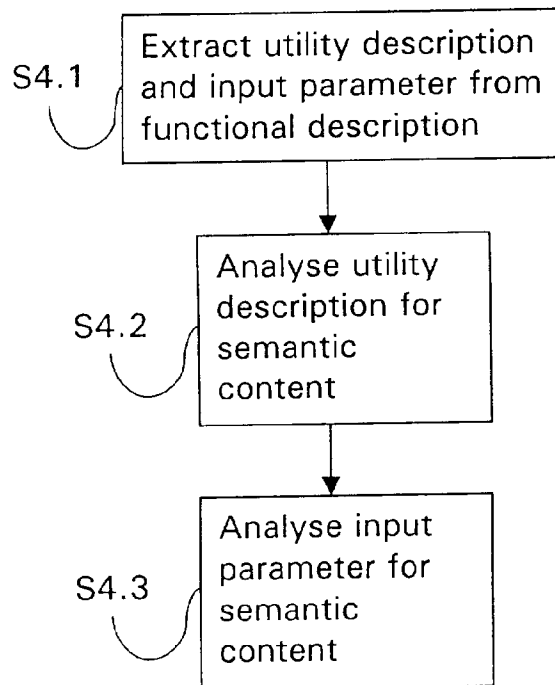 S4.1
Extract utility description
and input parameter from
functional description
S4.2
Analyse utility
description for
semantic
content
S4.3
Analyse input
parameter for
semantic
content